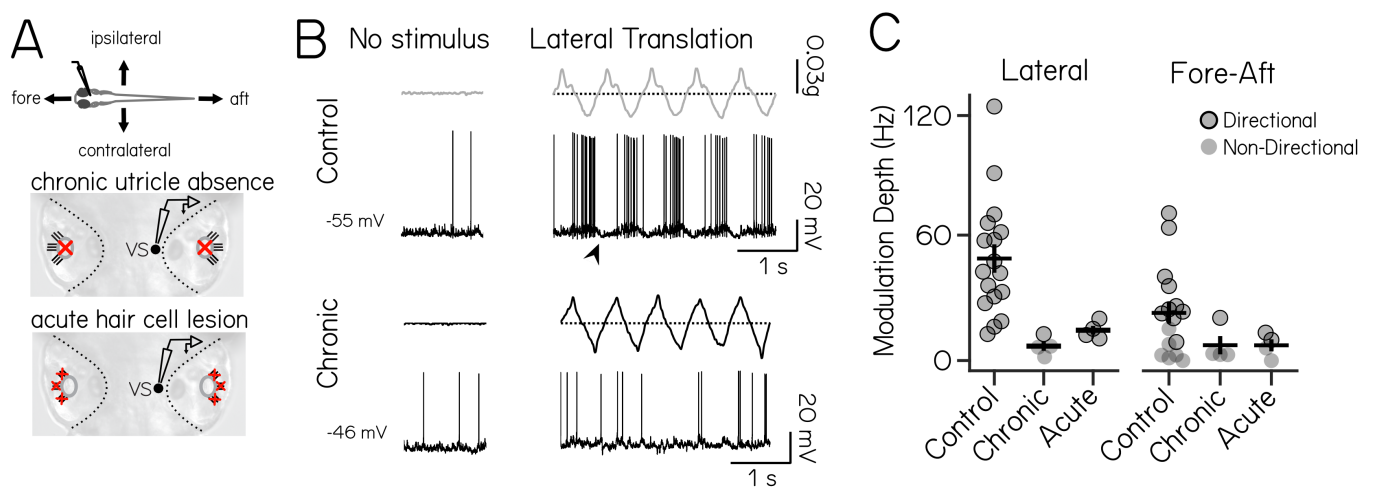 A
ipsilateral
fore
aft
contralateral
chronic utricle absence
VS
acute hair cell lesion
VS
B
No stimulus
Lateral Translation
0.03g
Control
-55 mV
20 mV
1 s
Chronic
-46 mV
20 mV
1 s
C
Lateral
Fore-Aft
Directional
Non-Directional
Modulation Depth (Hz)
120
60
0
Control
Chronic
Acute
Control
Chronic
Acute